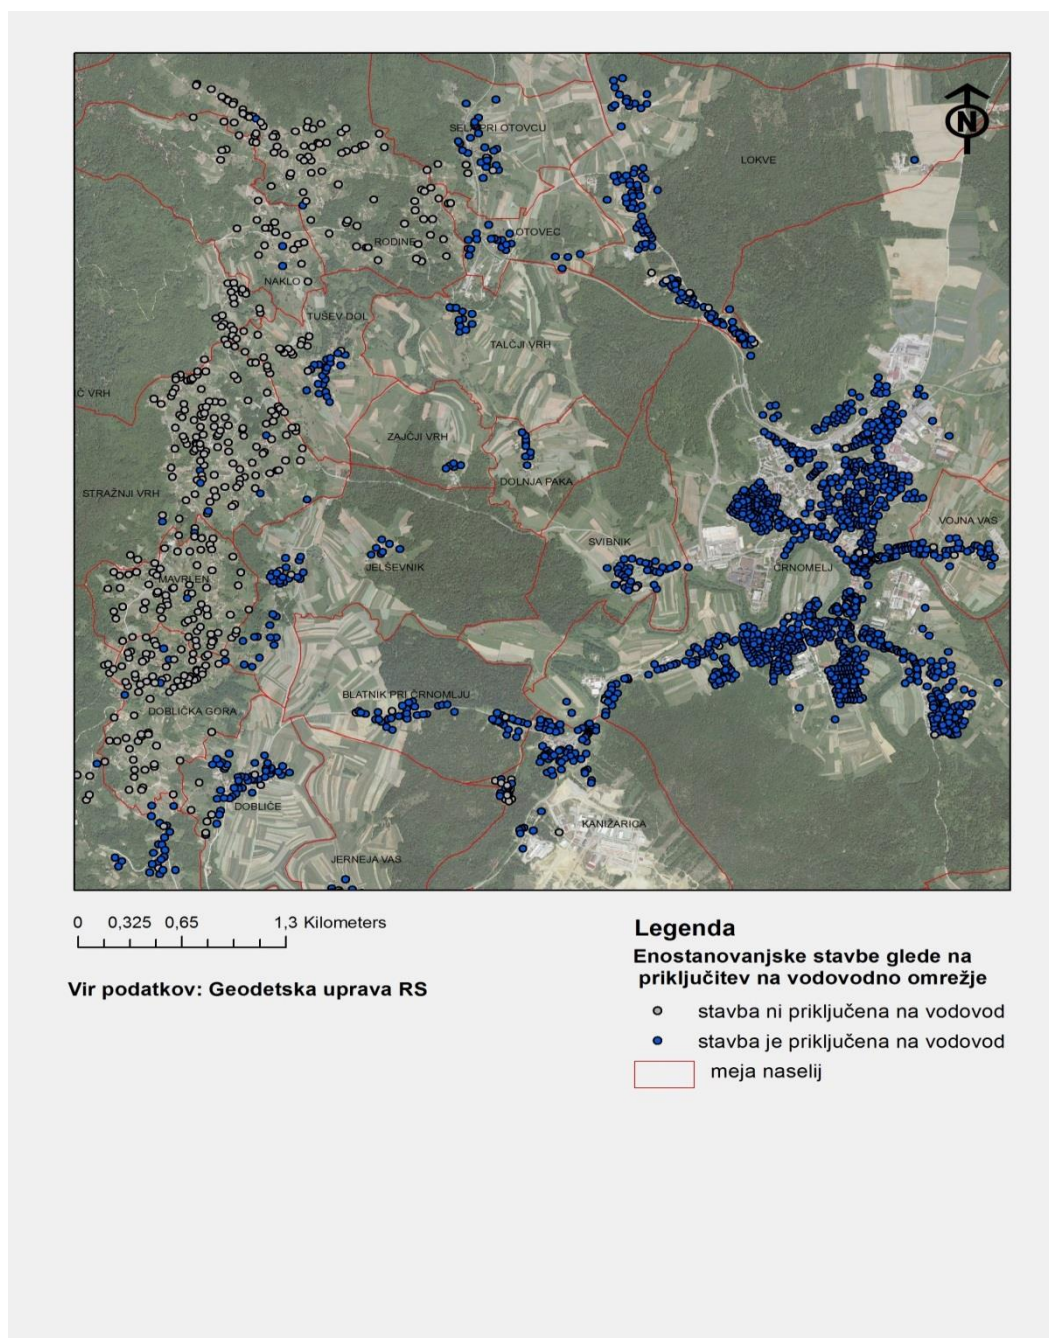 N
LOKVE
SELA PRI OTOVCU
OTOVEC
RODINE
NAKLO
TUŠEV DOL
TALČJI VRH
IČ VRH
ZAJČJI VRH
DOLNJA PAKA
STRAŽNJI VRH
VOJNA VAS
SVIBNIK
JELŠEVNIK
ČRNOMELJ
MAVRLEN
BLATNIK PRI ČRNOMLJU
DOBLIČKA GORA
DOBLIČE
KANIŽARICA
JERNEJA VAS
0 0,325 0,65 1,3 Kilometers
Vir podatkov: Geodetska uprava RS
Legenda
Enostanovanjske stavbe glede na
priključitev na vodovodno omrežje
stavba ni priključena na vodovod
stavba je priključena na vodovod
meja naselij